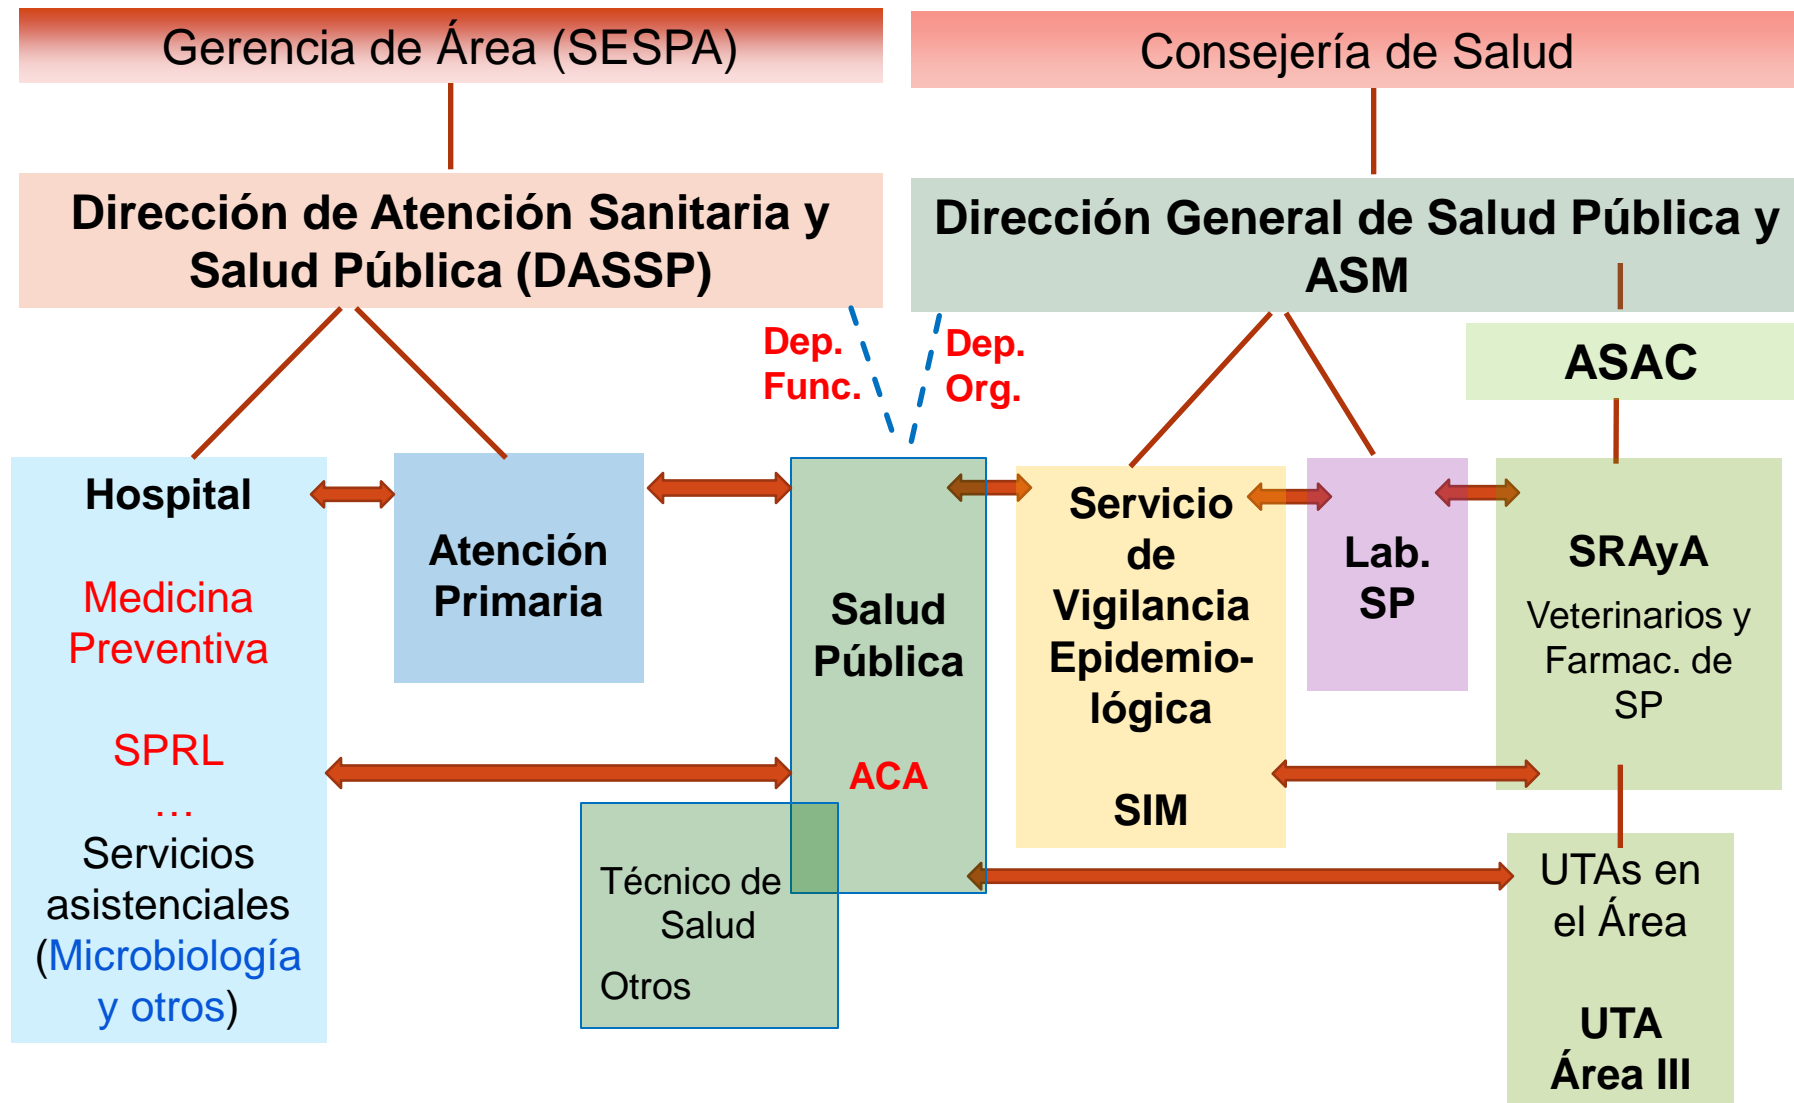 Gerencia de Área (SESPA)
Consejería de Salud
Dirección de Atención Sanitaria y
Salud Pública (DASSP)
Dirección General de Salud Pública y
ASM
Dep.
Func.
Dep.
Org.
ASAC
Hospital
Medicina
Preventiva
SPRL
…
Servicios
asistenciales
(Microbiología
y otros)
Atención
Primaria
Salud
Pública
ACA
Técnico de
Salud
Otros
Servicio
de
Vigilancia
Epidemio-
lógica
SIM
Lab.
SP
SRAyA
Veterinarios y
Farmac. de
SP
UTAs en
el Área
UTA
Área III